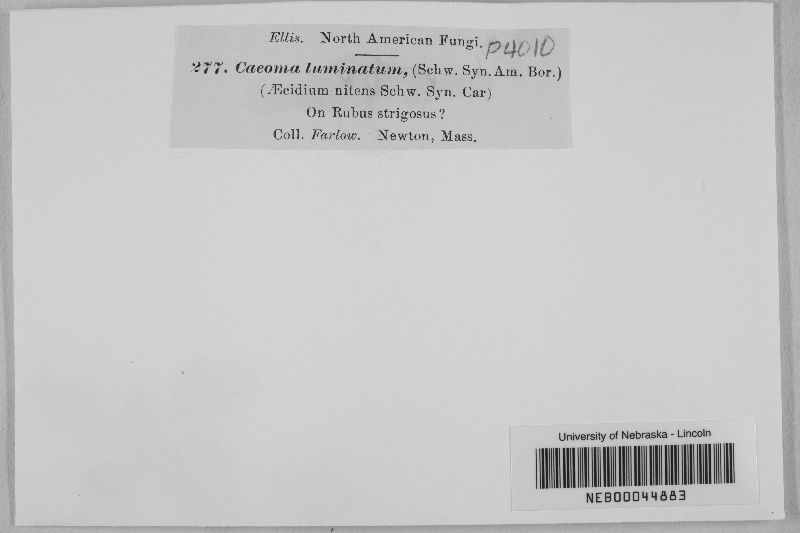 Ellis. North American Fungi. p4010
277. Caeoma luminatum, (Schw. Syn. Am. Bor.)
(Æcidium nitens Schw. Syn. Car)
On Rubus strigosus?
Coll. Farlow. Newton, Mass.
University of Nebraska - Lincoln
NEB00044883